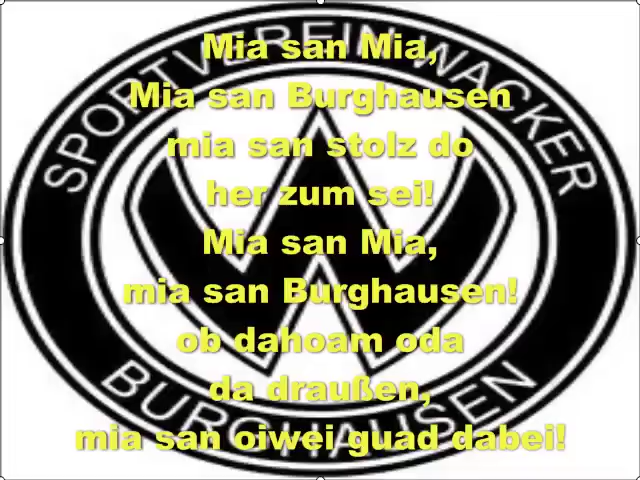 SPORTVEREIN WACKER
Mia san Mia,
Mia san Burghausen
mia san stolz do
her zum sei!
Mia san Mia,
mia san Burghausen!
ob dahoam oda
da draußen,
mia san oiwei guad dabei!
BURGHAUSEN